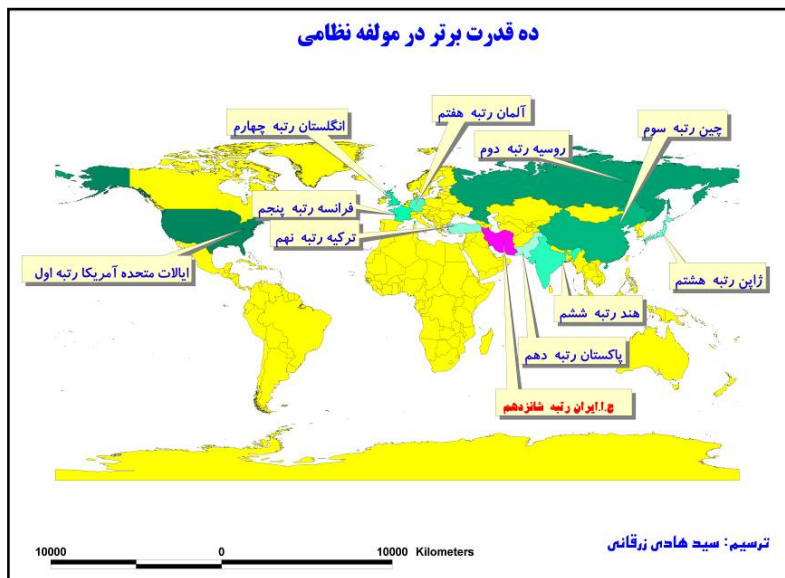 ده قدرت برتر در مولفه نظامی
آلمان رتبه هفتم
انگلستان رتبه چهارم
چین رتبه سوم
روسیه رتبه دوم
فرانسه رتبه پنجم
ترکیه رتبه نهم
ایالات متحده آمریکا رتبه اول
ژاپن رتبه هشتم
هند رتبه ششم
پاکستان رتبه دهم
ج.ا.ایران رتبه شانزدهم
ترسیم: سید هادی زرقانی
10000 0 10000 Kilometers